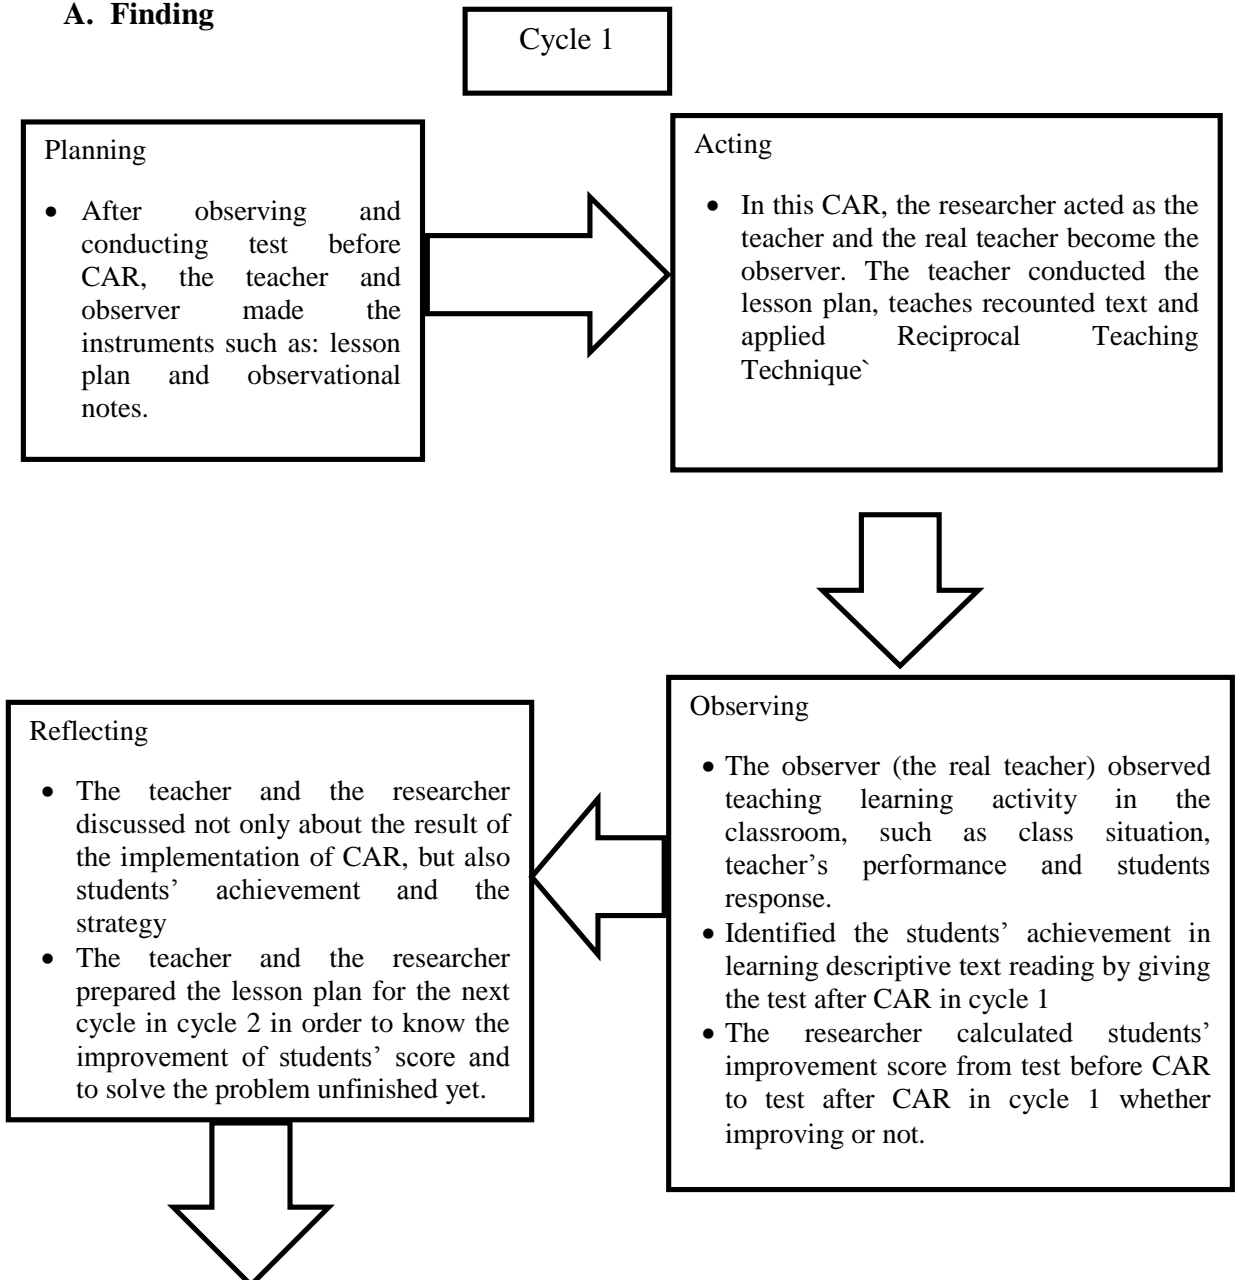 A. Finding
Cycle 1
Planning
• After observing and
conducting test before
CAR, the teacher and
observer made the
instruments such as: lesson
plan and observational
notes.
Acting
• In this CAR, the researcher acted as the
teacher and the real teacher become the
observer. The teacher conducted the
lesson plan, teaches recounted text and
applied Reciprocal Teaching
Technique`
Observing
• The observer (the real teacher) observed
teaching learning activity in the
classroom, such as class situation,
teacher’s performance and students
response.
• Identified the students’ achievement in
learning descriptive text reading by giving
the test after CAR in cycle 1
• The researcher calculated students’
improvement score from test before CAR
to test after CAR in cycle 1 whether
improving or not.
Reflecting
• The teacher and the researcher
discussed not only about the result of
the implementation of CAR, but also
students’ achievement and the
strategy
• The teacher and the researcher
prepared the lesson plan for the next
cycle in cycle 2 in order to know the
improvement of students’ score and
to solve the problem unfinished yet.